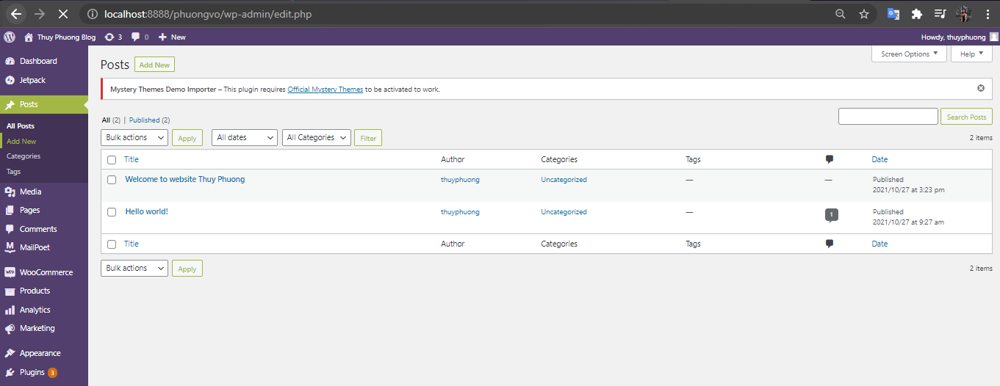 localhost:8888/phuongvo/wp-admin/edit.php
Thuy Phuong Blog 3 0 New Howdy, thuyphuong
Dashboard
Jetpack
Posts
All Posts
Add New
Categories
Tags
Media
Pages
Comments
MailPoet
WooCommerce
Products
Analytics
Marketing
Appearance
Plugins 3
Screen Options Help
Posts Add New
Mystery Themes Demo Importer – This plugin requires Official Mystery Themes to be activated to work.
All (2) | Published (2)
Search Posts
Bulk actions Apply All dates All Categories Filter 2 items
Title Author Categories Tags Date
Welcome to website Thuy Phuong thuyphuong Uncategorized — — Published
2021/10/27 at 3:23 pm
Hello world! thuyphuong Uncategorized — 1 Published
2021/10/27 at 9:27 am
Title Author Categories Tags Date
Bulk actions Apply 2 items